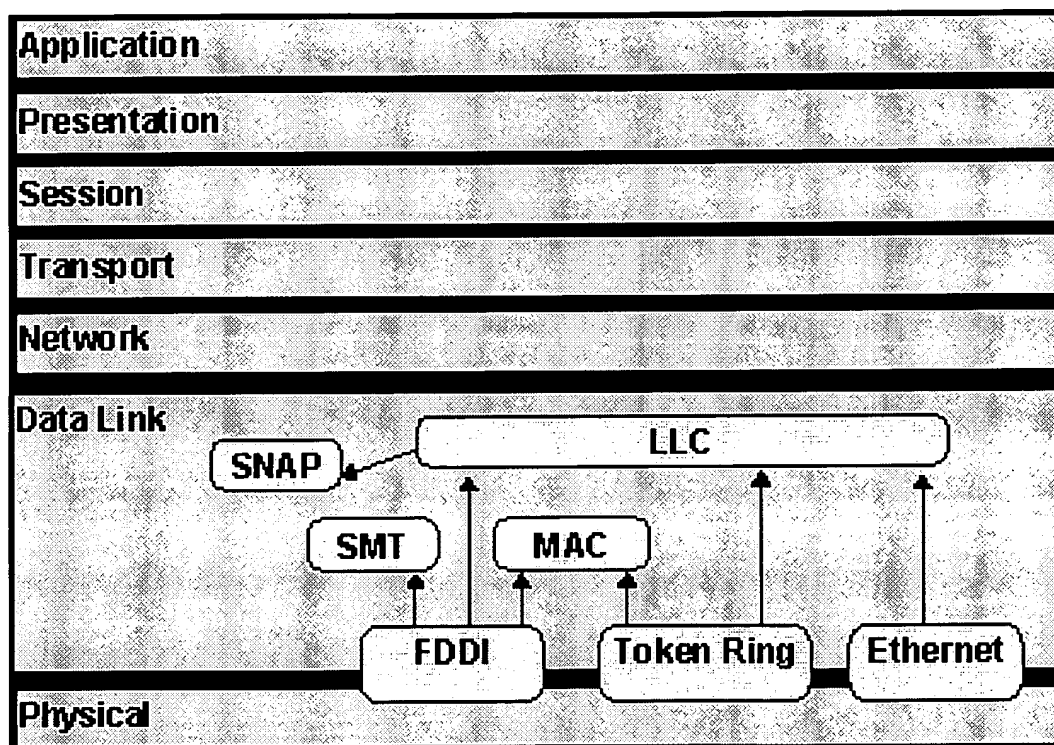 Application
Presentation
Session
Transport
Network
Data Link
LLC
SNAP
SMT
MAC
FDDI
Token Ring
Ethernet
Physical